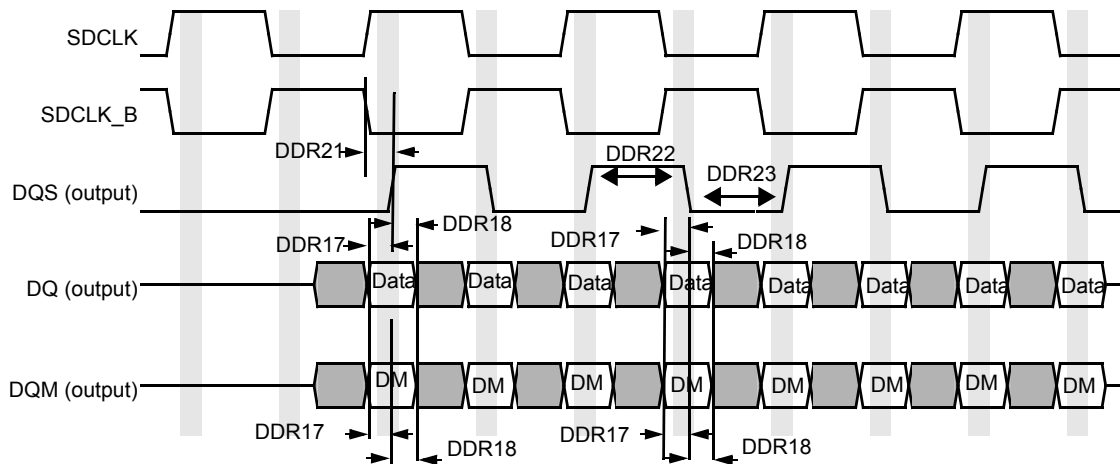 SDCLK
SDCLK_B
DDR21
DDR22
DDR23
DQS (output)
DDR18
DDR17
DDR17
DDR18
DQ (output)
Data Data Data Data Data Data Data Data
DQM (output)
DM DM DM DM DM DM DM DM
DDR17
DDR18
DDR17
DDR18